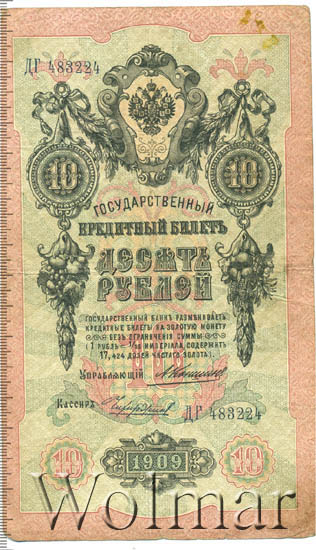 ДГ 483224
10 10
ГОСУДАРСТВЕННЫЙ
КРЕДИТНЫЙ БИЛЕТЪ
ДЕСЯТЬ
РУБЛЕЙ
ГОСУДАРСТВЕННЫЙ БАНКЪ РАЗМѢНИВАЕТЪ
КРЕДИТНЫЕ БИЛЕТЫ НА ЗОЛОТУЮ МОНЕТУ
БЕЗЪ ОГРАНИЧЕНІЯ СУММЫ
(1 РУБЛЬ = 1/15 ИМПЕРІАЛА, СОДЕРЖИТЪ
17,424 ДОЛЕЙ ЧИСТАГО ЗОЛОТА)
УПРАВЛЯЮЩІЙ
КАССИРЪ
ДГ 483224
10 1909 10
Wolmar